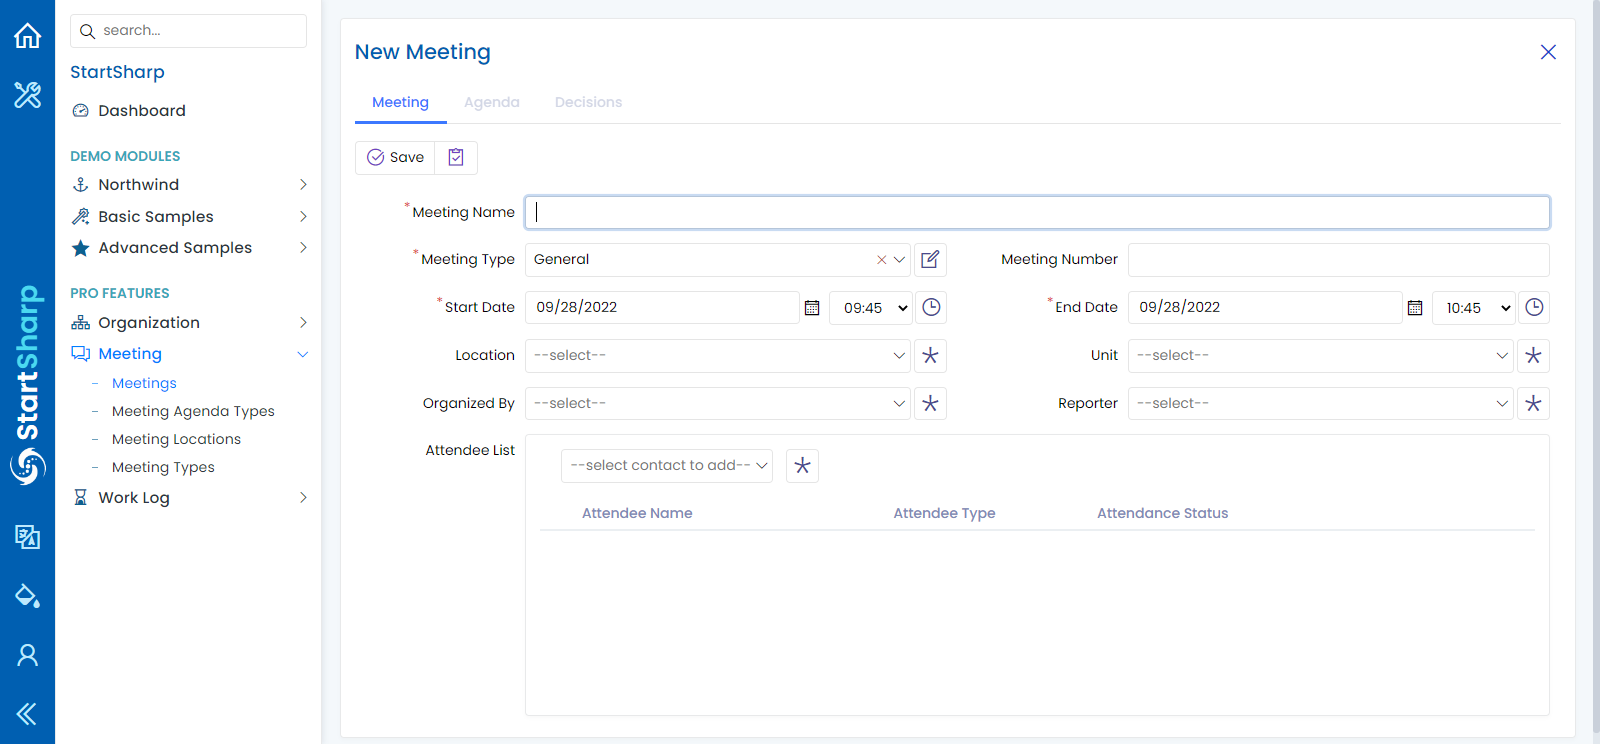 search...
StartSharp
Dashboard
DEMO MODULES
Northwind
Basic Samples
Advanced Samples
PRO FEATURES
Organization
Meeting
- Meetings
- Meeting Agenda Types
- Meeting Locations
- Meeting Types
Work Log
StartSharp
New Meeting
Meeting Agenda Decisions
Save
*Meeting Name
*Meeting Type General Meeting Number
*Start Date 09/28/2022 09:45 *End Date 09/28/2022 10:45
Location --select-- Unit --select--
Organized By --select-- Reporter --select--
Attendee List
--select contact to add--
Attendee Name Attendee Type Attendance Status